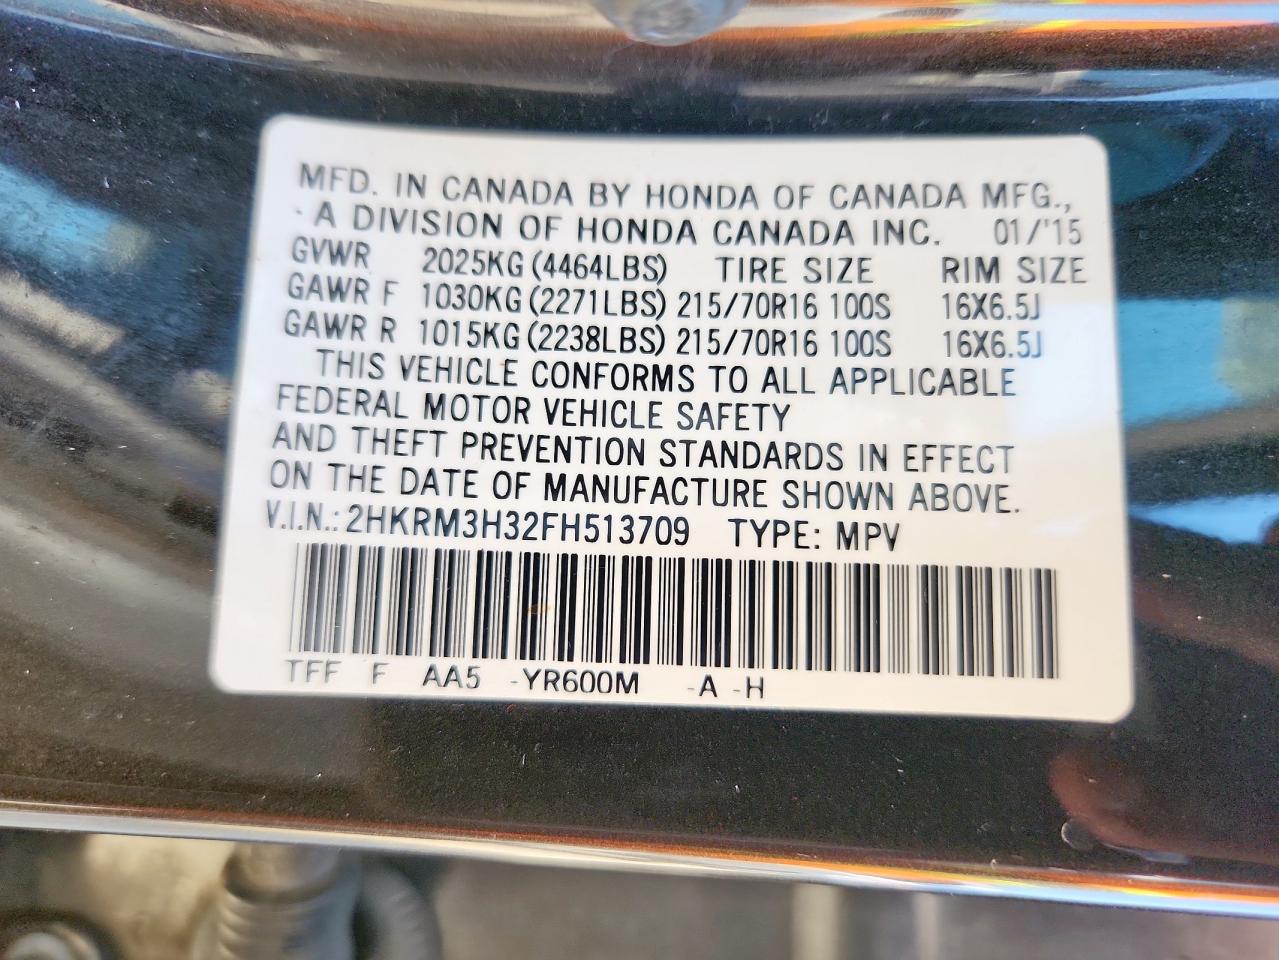 MFD. IN CANADA BY HONDA OF CANADA MFG.,
A DIVISION OF HONDA CANADA INC. 01/'15
GVWR 2025KG (4464LBS) TIRE SIZE RIM SIZE
GAWR F 1030KG (2271LBS) 215/70R16 100S 16X6.5J
GAWR R 1015KG (2238LBS) 215/70R16 100S 16X6.5J
THIS VEHICLE CONFORMS TO ALL APPLICABLE
FEDERAL MOTOR VEHICLE SAFETY
AND THEFT PREVENTION STANDARDS IN EFFECT
ON THE DATE OF MANUFACTURE SHOWN ABOVE.
V.I.N.: 2HKRM3H32FH513709 TYPE: MPV
TFF F AA5 -YR600M -A -H